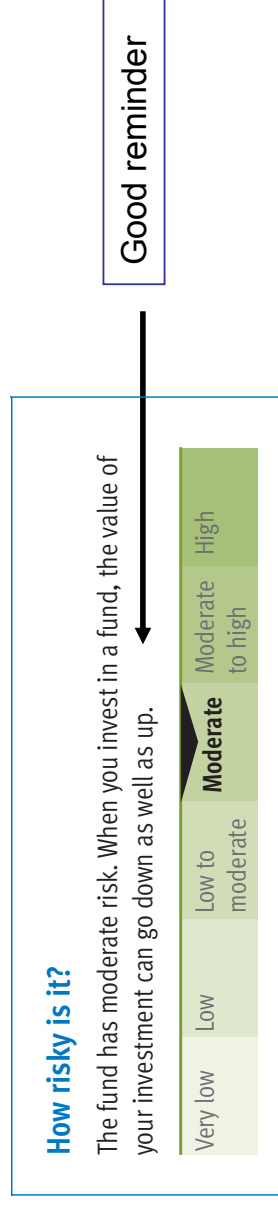 How risky is it?
The fund has moderate risk. When you invest in a fund, the value of
your investment can go down as well as up.
Very low
Low
Low to
moderate
Moderate
Moderate
to high
High
Good reminder